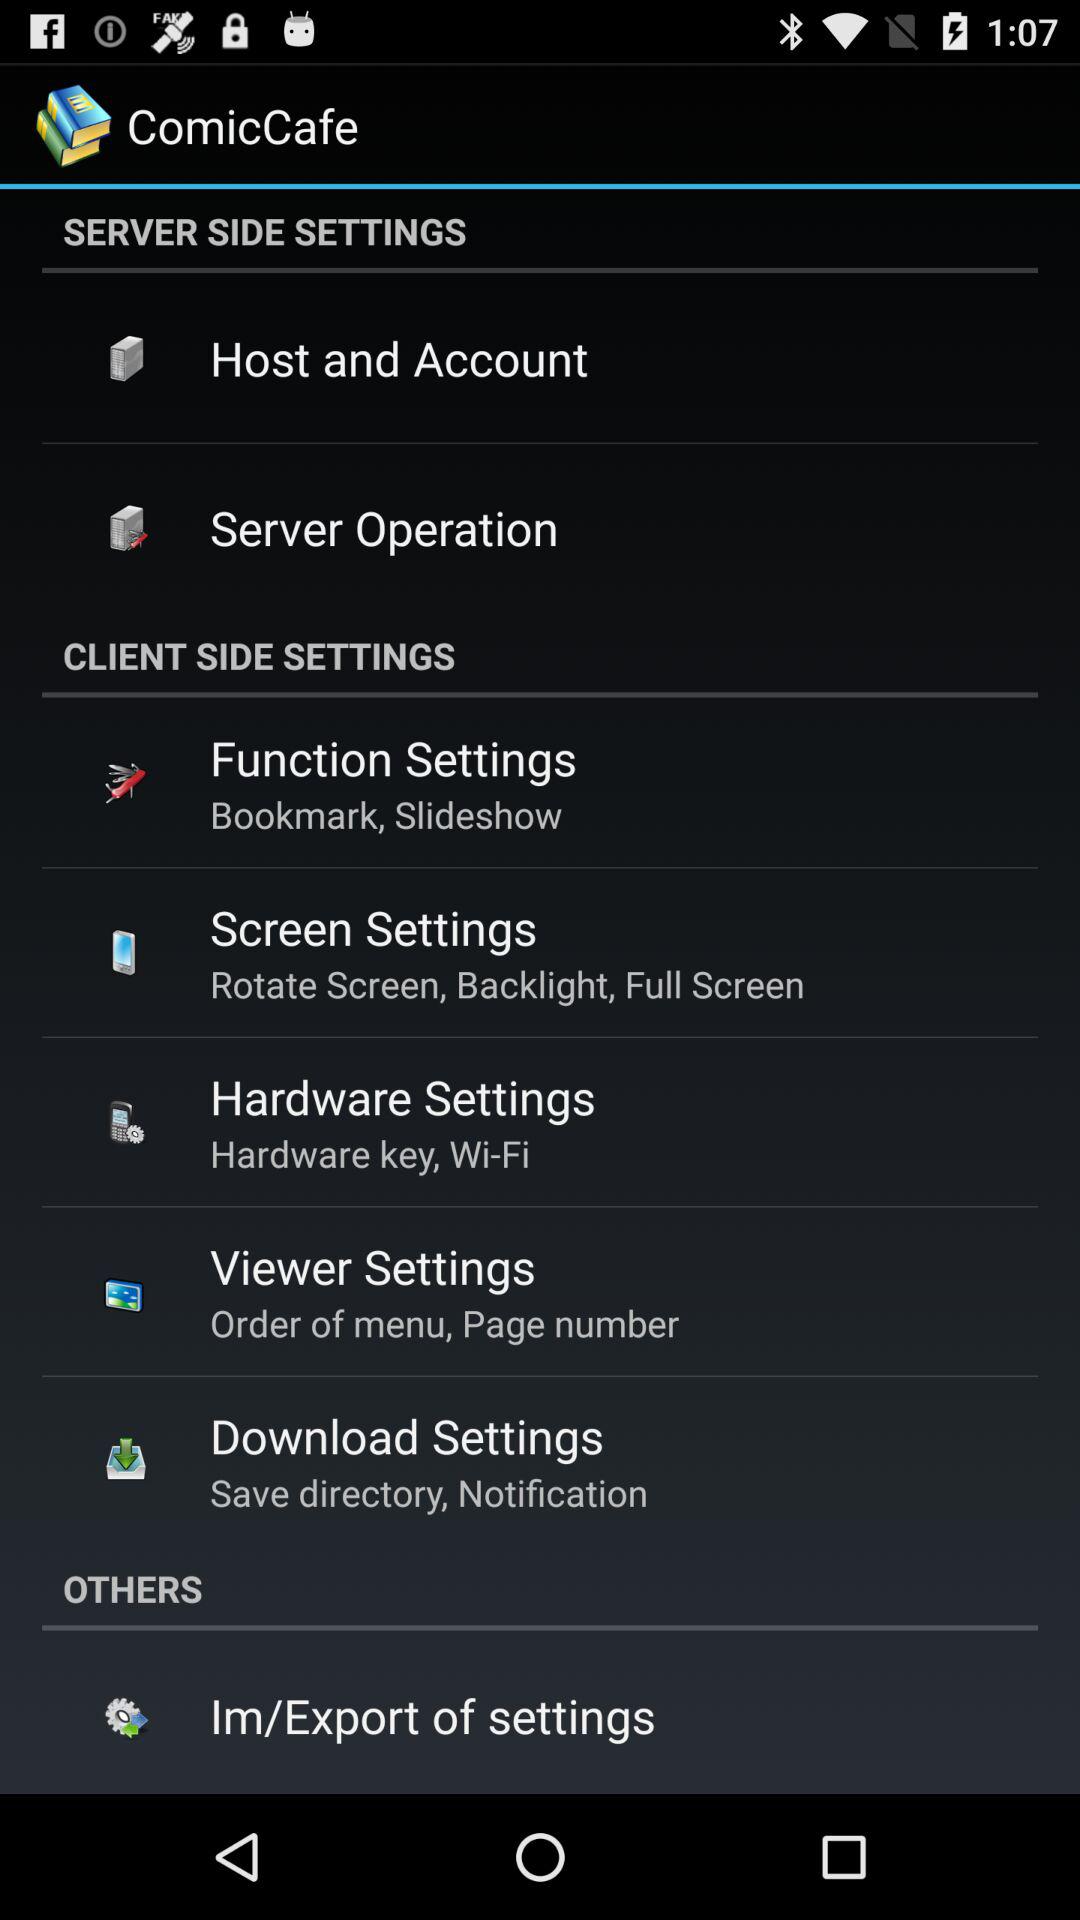 FAKE
1:07
ComicCafe
SERVER SIDE SETTINGS
Host and Account
Server Operation
CLIENT SIDE SETTINGS
Function Settings
Bookmark, Slideshow
Screen Settings
Rotate Screen, Backlight, Full Screen
Hardware Settings
Hardware key, Wi-Fi
Viewer Settings
Order of menu, Page number
Download Settings
Save directory, Notification
OTHERS
Im/Export of settings